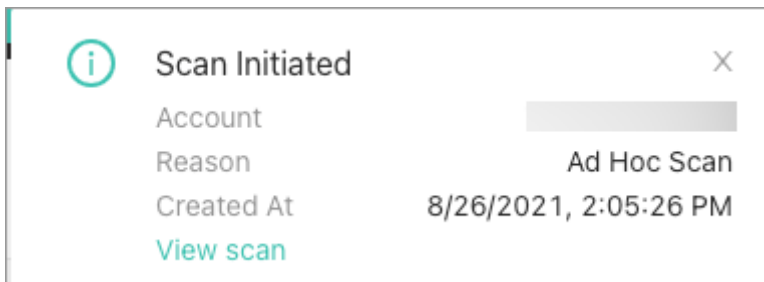 Scan Initiated
Account
Reason Ad Hoc Scan
Created At 8/26/2021, 2:05:26 PM
View scan